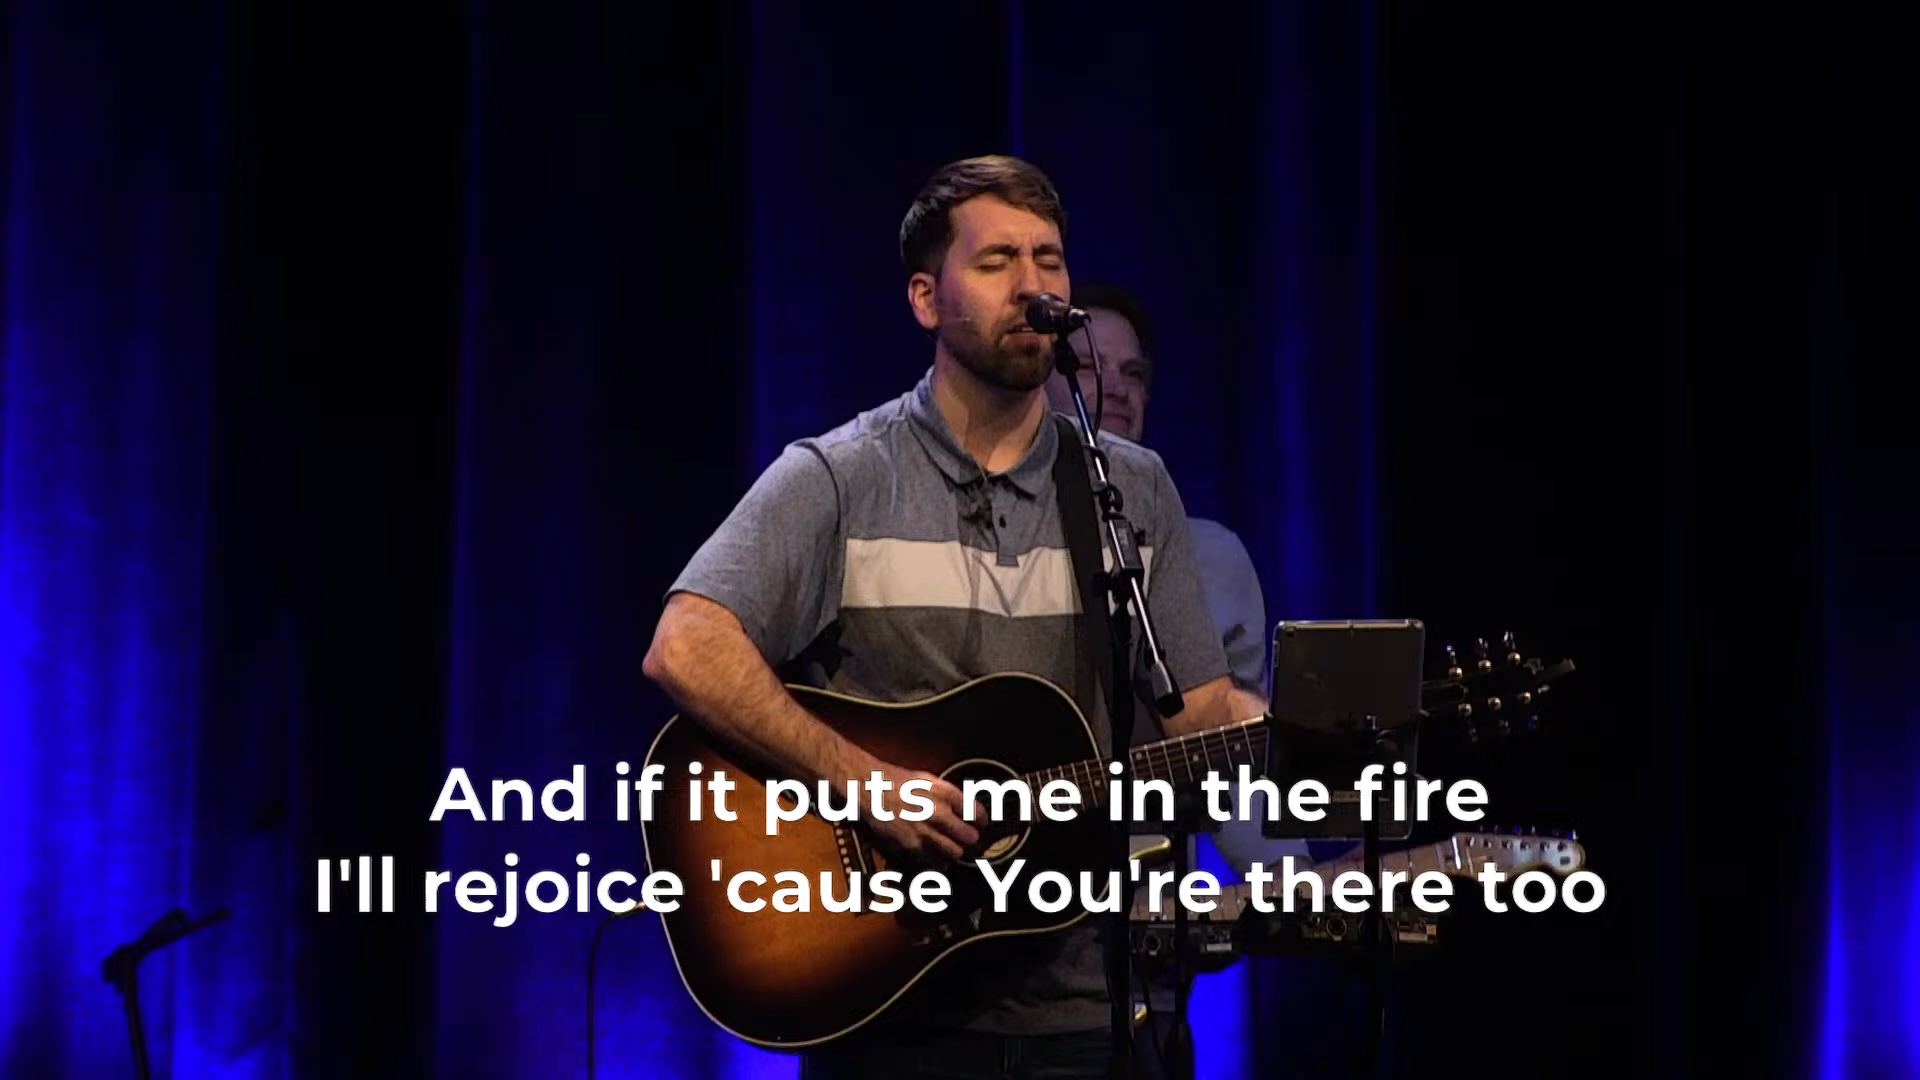 And if it puts me in the fire
I'll rejoice 'cause You're there too